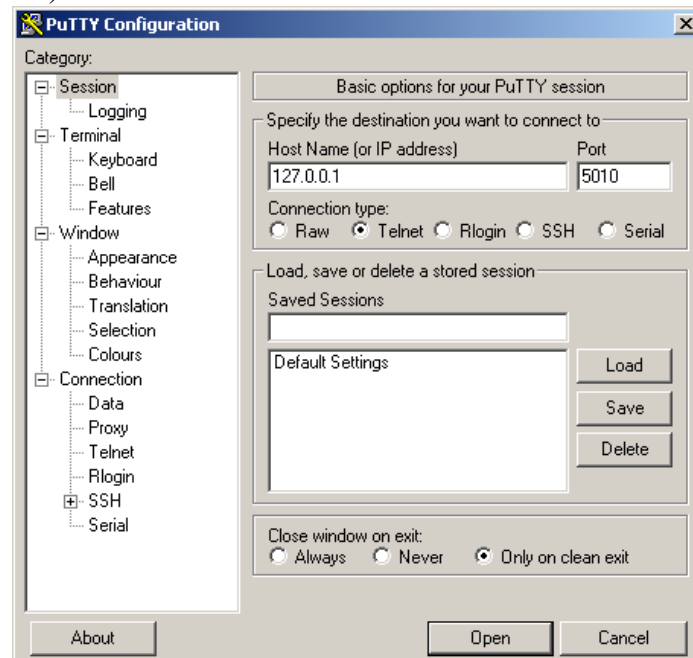 PuTTY Configuration
Category:
Session
Logging
Terminal
Keyboard
Bell
Features
Window
Appearance
Behaviour
Translation
Selection
Colours
Connection
Data
Proxy
Telnet
Rlogin
SSH
Serial
Basic options for your PuTTY session
Specify the destination you want to connect to
Host Name (or IP address) Port
127.0.0.1 5010
Connection type:
Raw Telnet Rlogin SSH Serial
Load, save or delete a stored session
Saved Sessions
Default Settings
Load
Save
Delete
Close window on exit:
Always Never Only on clean exit
About Open Cancel